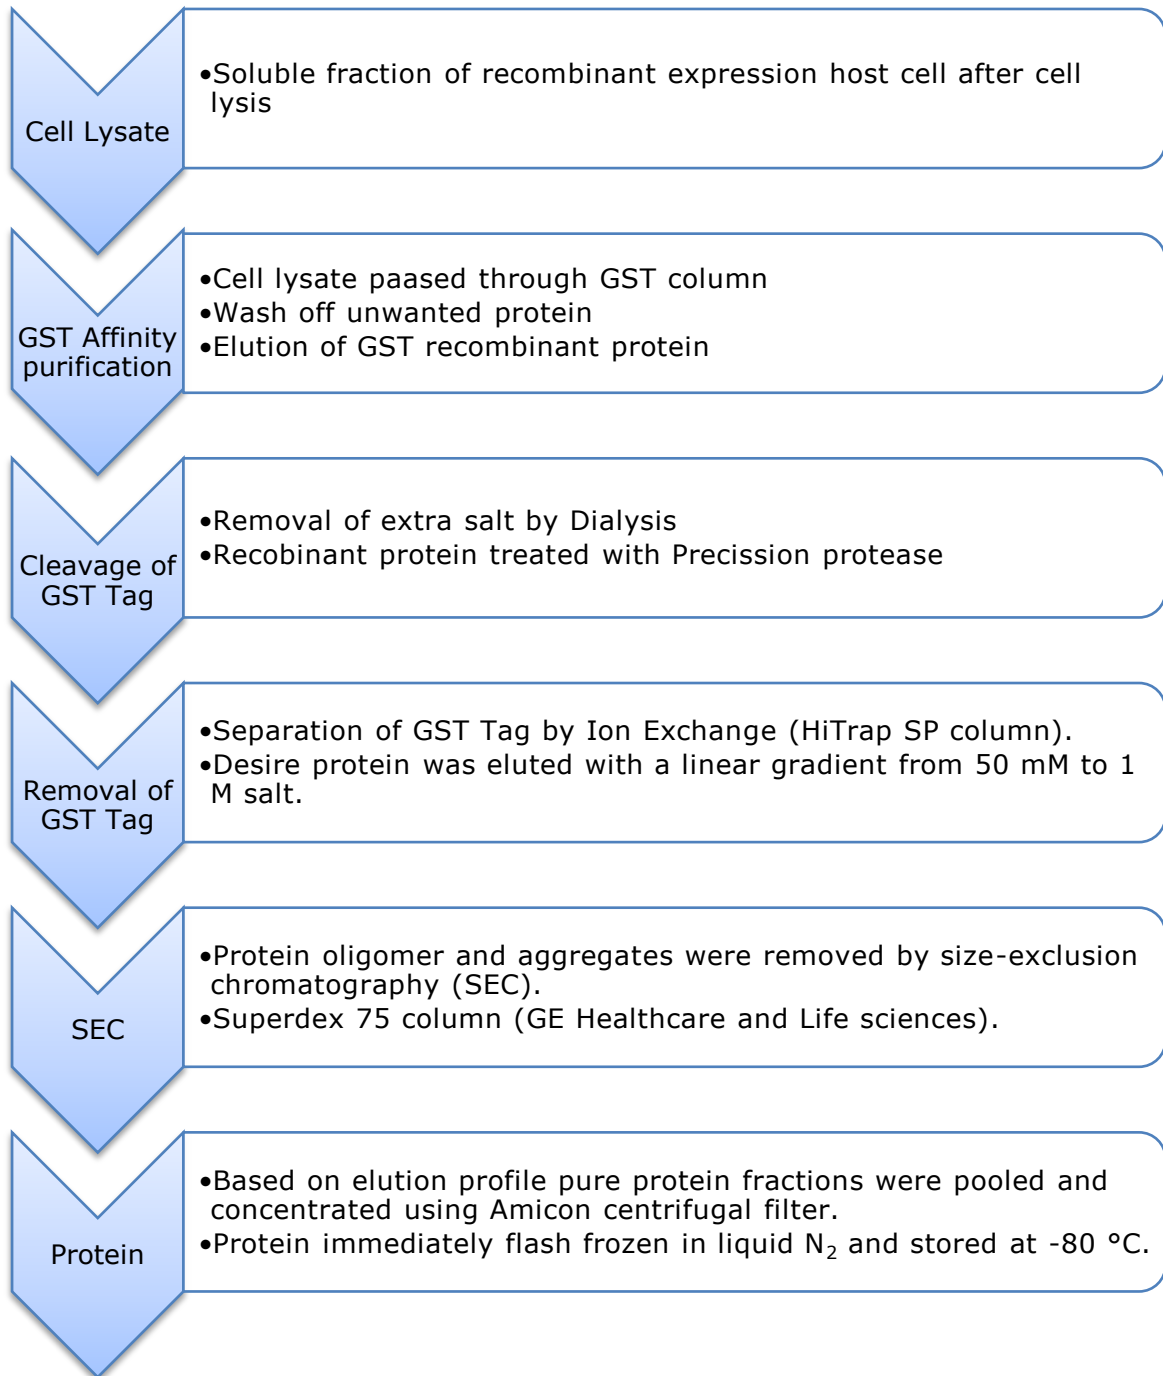 Cell Lysate
•Soluble fraction of recombinant expression host cell after cell
lysis
GST Affinity
purification
•Cell lysate paased through GST column
•Wash off unwanted protein
•Elution of GST recombinant protein
Cleavage of
GST Tag
•Removal of extra salt by Dialysis
•Recobinant protein treated with Precission protease
Removal of
GST Tag
•Separation of GST Tag by Ion Exchange (HiTrap SP column).
•Desire protein was eluted with a linear gradient from 50 mM to 1
M salt.
SEC
•Protein oligomer and aggregates were removed by size-exclusion
chromatography (SEC).
•Superdex 75 column (GE Healthcare and Life sciences).
Protein
•Based on elution profile pure protein fractions were pooled and
concentrated using Amicon centrifugal filter.
•Protein immediately flash frozen in liquid N₂ and stored at -80 °C.